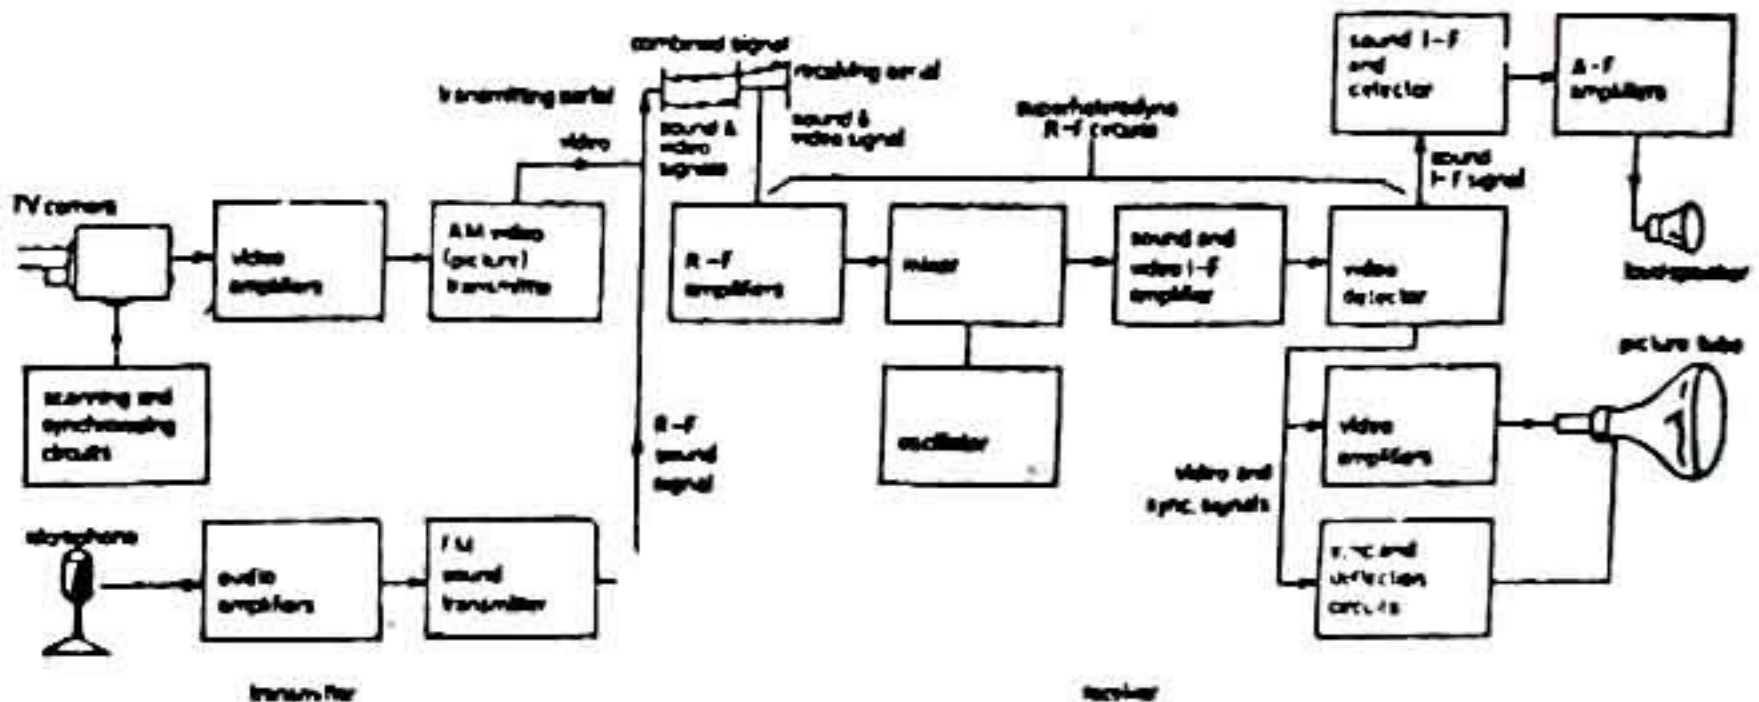 combined signal
receiving aerial
transmitting aerial
sound &
video
signals
sound &
video signal
video
superheterodyne
R-F circuits
sound I-F
and
detector
A-F
amplifiers
sound
I-F signal
loudspeaker
TV camera
video
amplifiers
AM video
(picture)
transmitter
R-F
amplifiers
mixer
sound and
video I-F
amplifier
video
detector
picture tube
scanning and
synchronising
circuits
R-F
sound
signal
oscillator
video
amplifiers
video and
sync. signals
microphone
audio
amplifiers
FM
sound
transmitter
sync and
deflection
circuits
transmitter
receiver